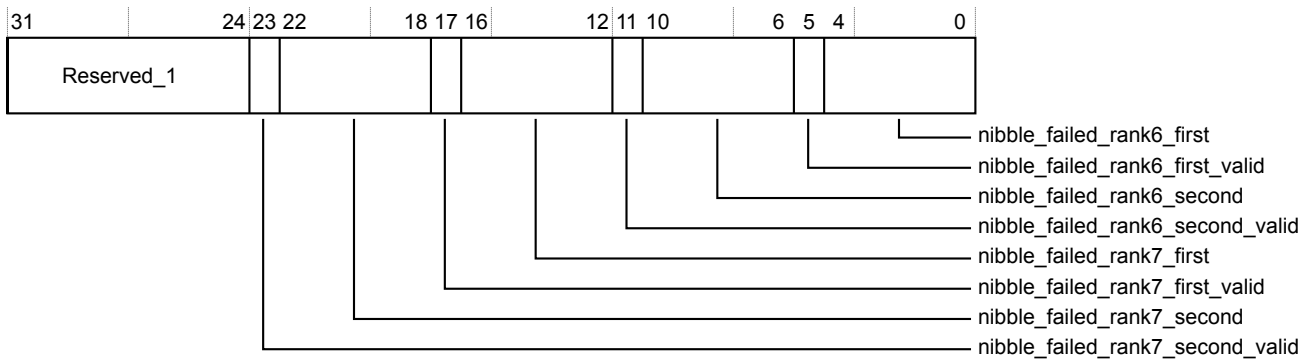 31 24 23 22 18 17 16 12 11 10 6 5 4 0
Reserved_1
nibble_failed_rank6_first
nibble_failed_rank6_first_valid
nibble_failed_rank6_second
nibble_failed_rank6_second_valid
nibble_failed_rank7_first
nibble_failed_rank7_first_valid
nibble_failed_rank7_second
nibble_failed_rank7_second_valid